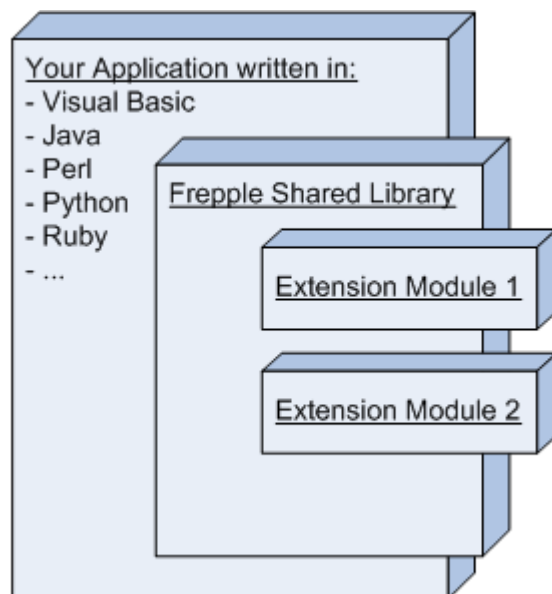 Your Application written in:
- Visual Basic
- Java
- Perl
- Python
- Ruby
- ...
Frepple Shared Library
Extension Module 1
Extension Module 2